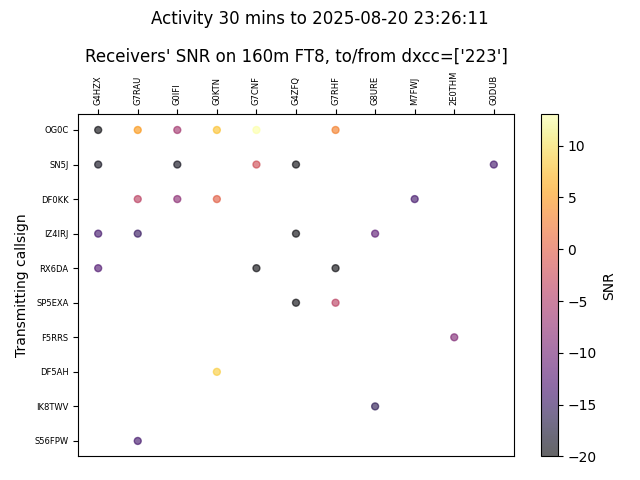 Activity 30 mins to 2025-08-20 23:26:11
Receivers' SNR on 160m FT8, to/from dxcc=['223']
G4HZX G7RAU G0IFI G0KTN G7CNF G4ZFQ G7RHF G8URE M7FWJ 2E0THM G0DUB
OG0C
SN5J
DF0KK
IZ4IRJ
RX6DA
SP5EXA
F5RRS
DF5AH
IK8TWV
S56FPW
Transmitting callsign
10
5
0
−5
−10
−15
−20
SNR